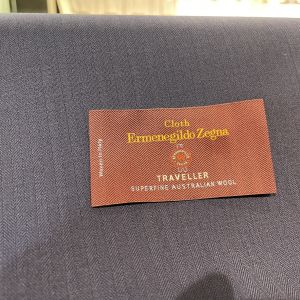 Cloth
Ermenegildo Zegna
TRAVELLER
SUPERFINE AUSTRALIAN WOOL
Woven in Italy